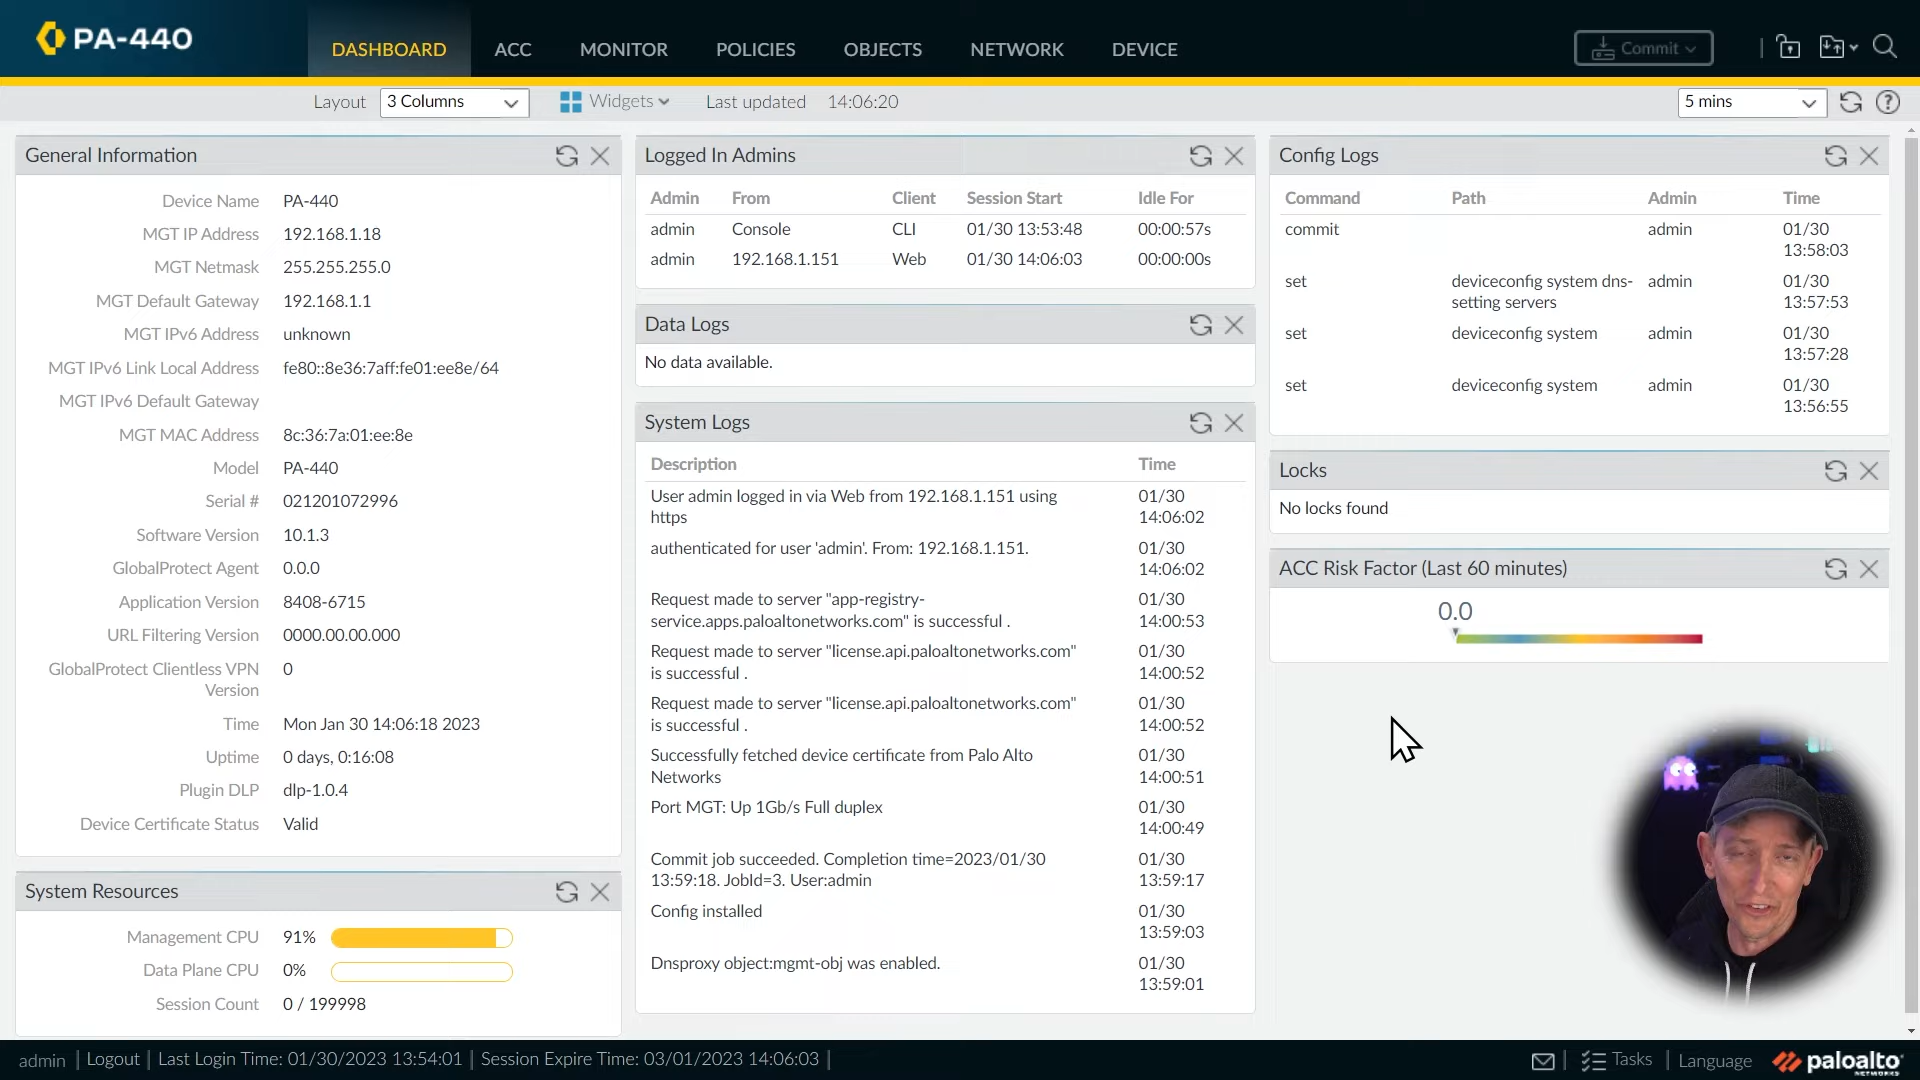 PA-440
DASHBOARD ACC MONITOR POLICIES OBJECTS NETWORK DEVICE
Commit
Layout 3 Columns Widgets Last updated 14:06:20 5 mins
General Information
Device Name PA-440
MGT IP Address 192.168.1.18
MGT Netmask 255.255.255.0
MGT Default Gateway 192.168.1.1
MGT IPv6 Address unknown
MGT IPv6 Link Local Address fe80::8e36:7aff:fe01:ee8e/64
MGT IPv6 Default Gateway
MGT MAC Address 8c:36:7a:01:ee:8e
Model PA-440
Serial # 021201072996
Software Version 10.1.3
GlobalProtect Agent 0.0.0
Application Version 8408-6715
URL Filtering Version 0000.00.00.000
GlobalProtect Clientless VPN 0
Version
Time Mon Jan 30 14:06:18 2023
Uptime 0 days, 0:16:08
Plugin DLP dlp-1.0.4
Device Certificate Status Valid
System Resources
Management CPU 91%
Data Plane CPU 0%
Session Count 0 / 199998
Logged In Admins
Admin From Client Session Start Idle For
admin Console CLI 01/30 13:53:48 00:00:57s
admin 192.168.1.151 Web 01/30 14:06:03 00:00:00s
Data Logs
No data available.
System Logs
Description Time
User admin logged in via Web from 192.168.1.151 using 01/30
https 14:06:02
authenticated for user 'admin'. From: 192.168.1.151. 01/30
14:06:02
Request made to server "app-registry- 01/30
service.apps.paloaltonetworks.com" is successful . 14:00:53
Request made to server "license.api.paloaltonetworks.com" 01/30
is successful . 14:00:52
Request made to server "license.api.paloaltonetworks.com" 01/30
is successful . 14:00:52
Successfully fetched device certificate from Palo Alto 01/30
Networks 14:00:51
Port MGT: Up 1Gb/s Full duplex 01/30
14:00:49
Commit job succeeded. Completion time=2023/01/30 01/30
13:59:18. JobId=3. User:admin 13:59:17
Config installed 01/30
13:59:03
Dnsproxy object:mgmt-obj was enabled. 01/30
13:59:01
Config Logs
Command Path Admin Time
commit admin 01/30
13:58:03
set deviceconfig system dns- admin 01/30
setting servers 13:57:53
set deviceconfig system admin 01/30
13:57:28
set deviceconfig system admin 01/30
13:56:55
Locks
No locks found
ACC Risk Factor (Last 60 minutes)
0.0
admin | Logout | Last Login Time: 01/30/2023 13:54:01 | Session Expire Time: 03/01/2023 14:06:03 |
Tasks | Language paloalto
NETWORKS